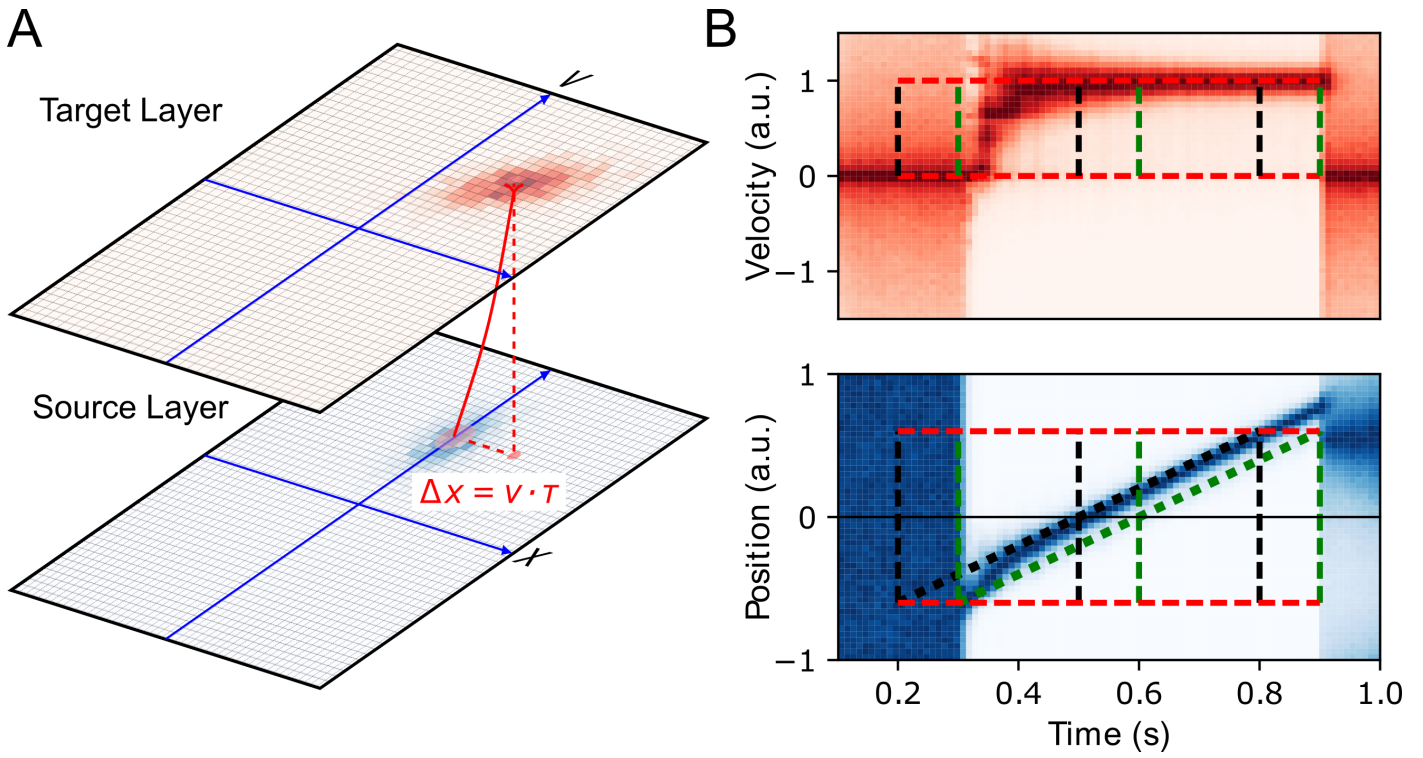 A
Target Layer
V
Source Layer
Δx = v · τ
X
B
Velocity (a.u.)
1
0
−1
Position (a.u.)
1
0
−1
0.2 0.4 0.6 0.8 1.0
Time (s)